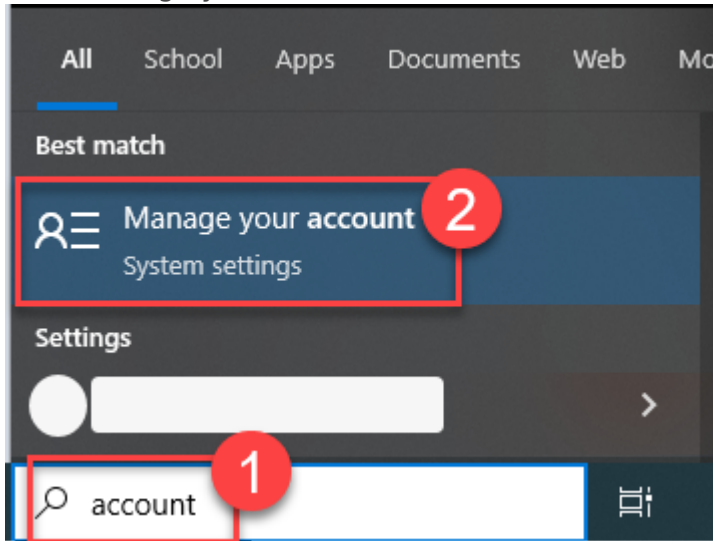 All School Apps Documents Web Mo
Best match
Manage your account
2
System settings
Settings
1
account